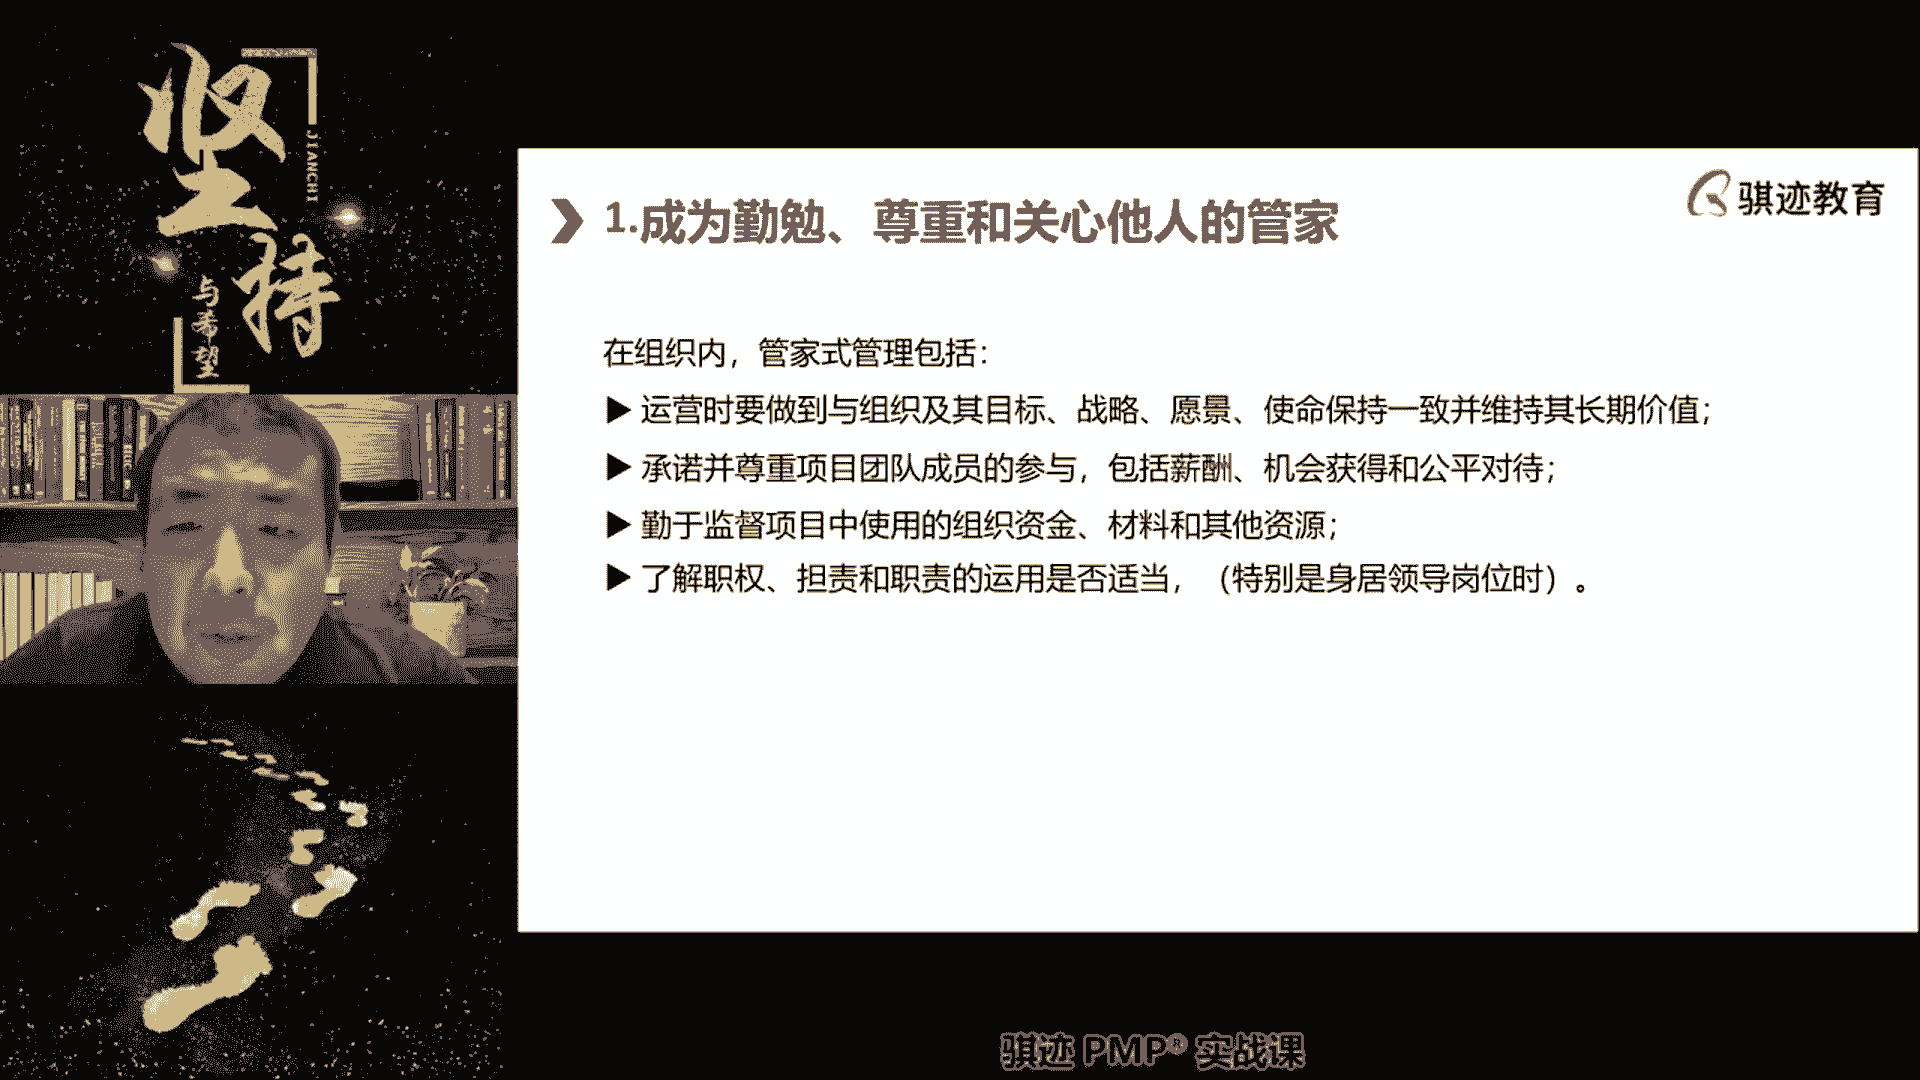 坚持
JIANCHI
与希望
骐迹教育
1.成为勤勉、尊重和关心他人的管家
在组织内，管家式管理包括：
▶ 运营时要做到与组织及其目标、战略、愿景、使命保持一致并维持其长期价值；
▶ 承诺并尊重项目团队成员的参与，包括薪酬、机会获得和公平对待；
▶ 勤于监督项目中使用的组织资金、材料和其他资源；
▶ 了解职权、担责和职责的运用是否适当，（特别是身居领导岗位时）。
骐迹 PMP® 实战课